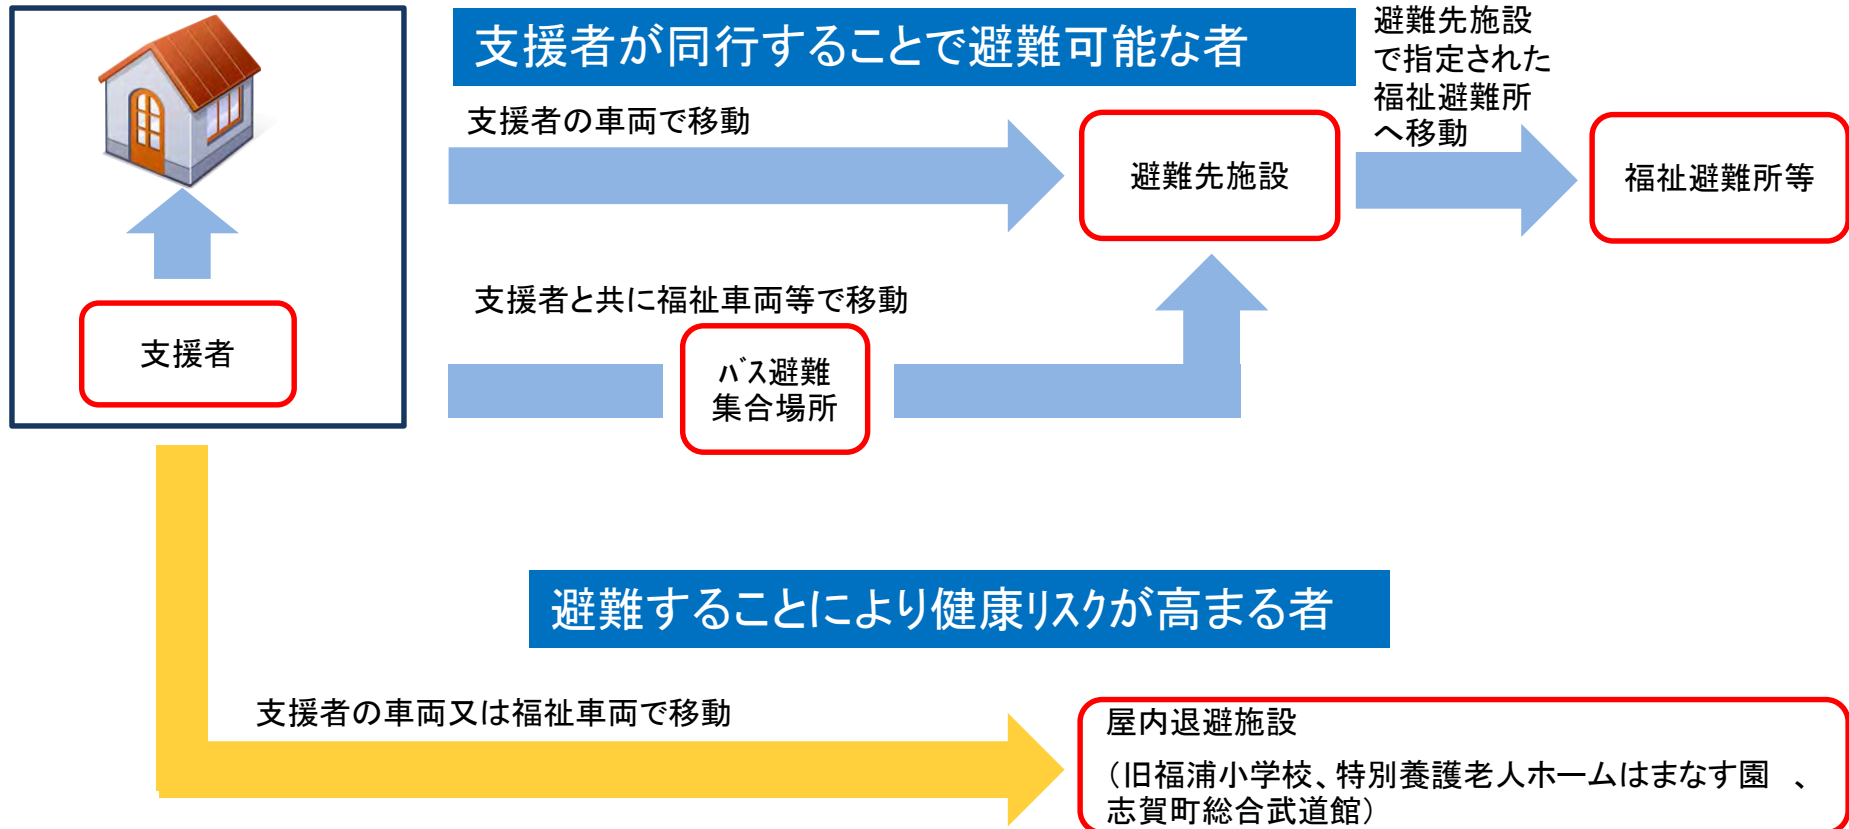 支援者が同行することで避難可能な者
避難先施設
で指定された
福祉避難所
へ移動
支援者の車両で移動
避難先施設
福祉避難所等
支援者と共に福祉車両等で移動
支援者
ﾊﾞｽ避難
集合場所
避難することにより健康ﾘｽｸが高まる者
支援者の車両又は福祉車両で移動
屋内退避施設
（旧福浦小学校、特別養護老人ホームはまなす園　、
志賀町総合武道館）